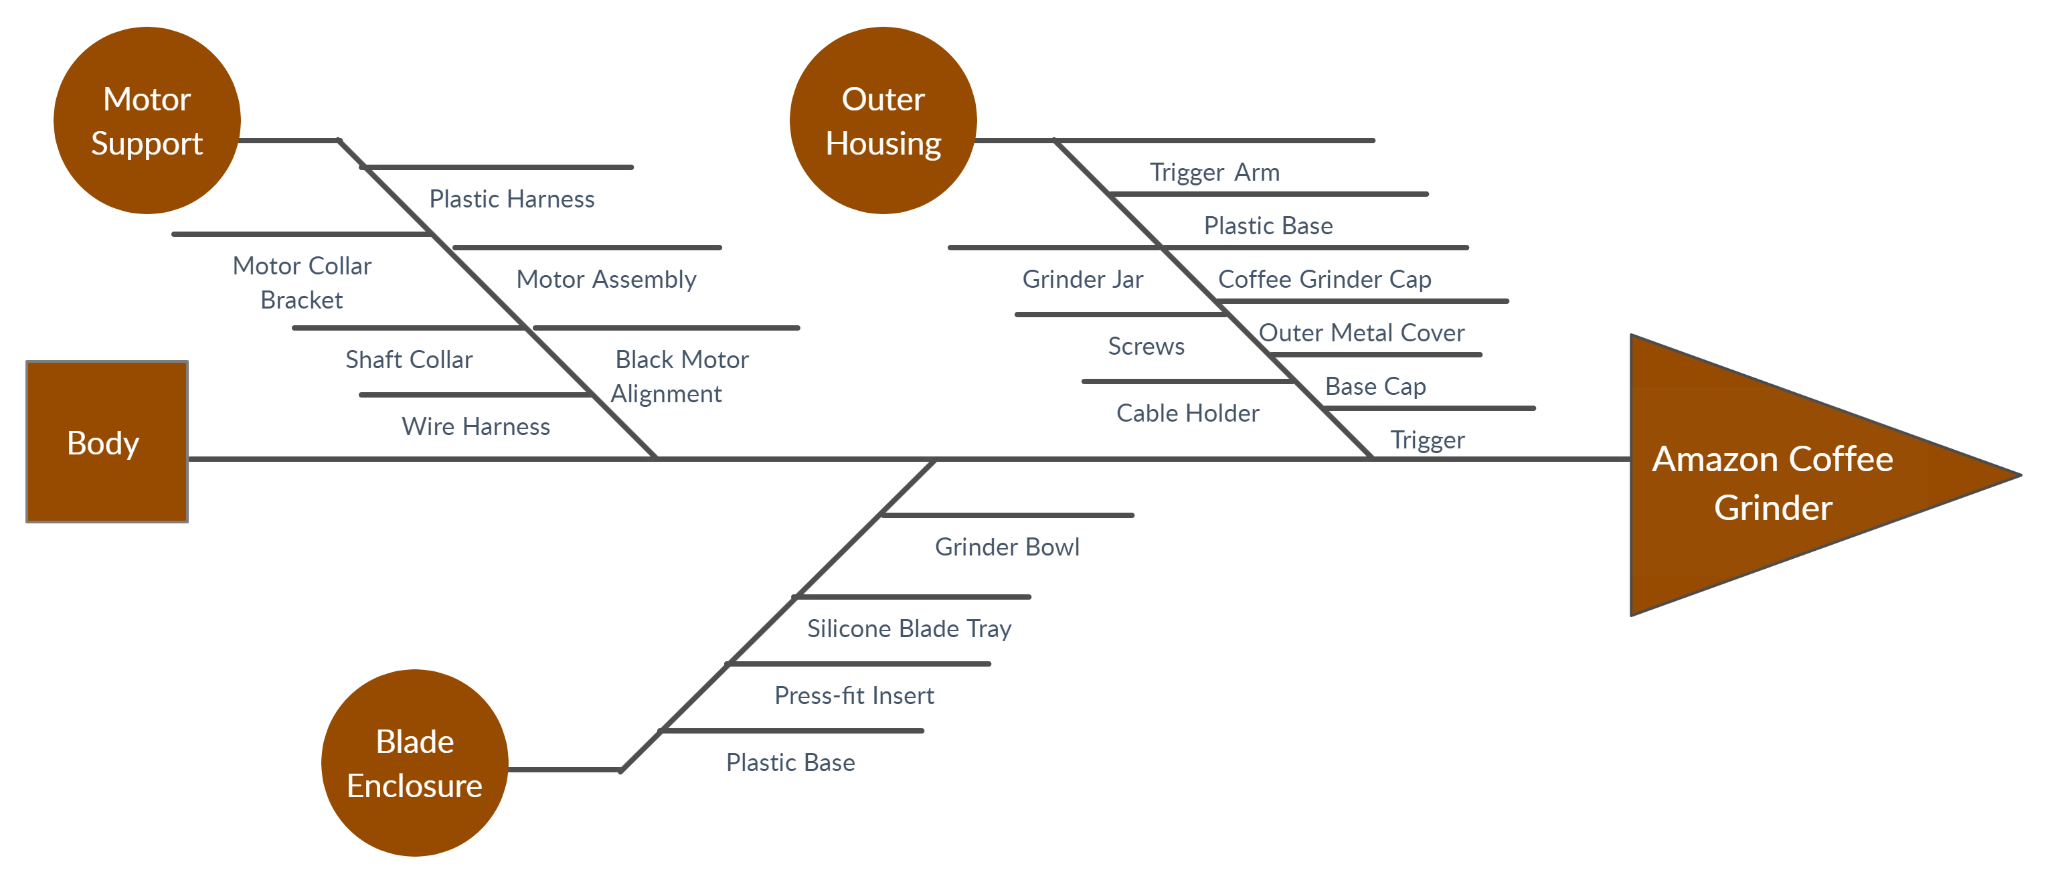 Motor
Support
Plastic Harness
Motor Collar
Bracket
Motor Assembly
Shaft Collar
Black Motor
Alignment
Wire Harness
Outer
Housing
Trigger Arm
Plastic Base
Grinder Jar
Coffee Grinder Cap
Screws
Outer Metal Cover
Cable Holder
Base Cap
Trigger
Body
Amazon Coffee
Grinder
Grinder Bowl
Silicone Blade Tray
Press-fit Insert
Plastic Base
Blade
Enclosure